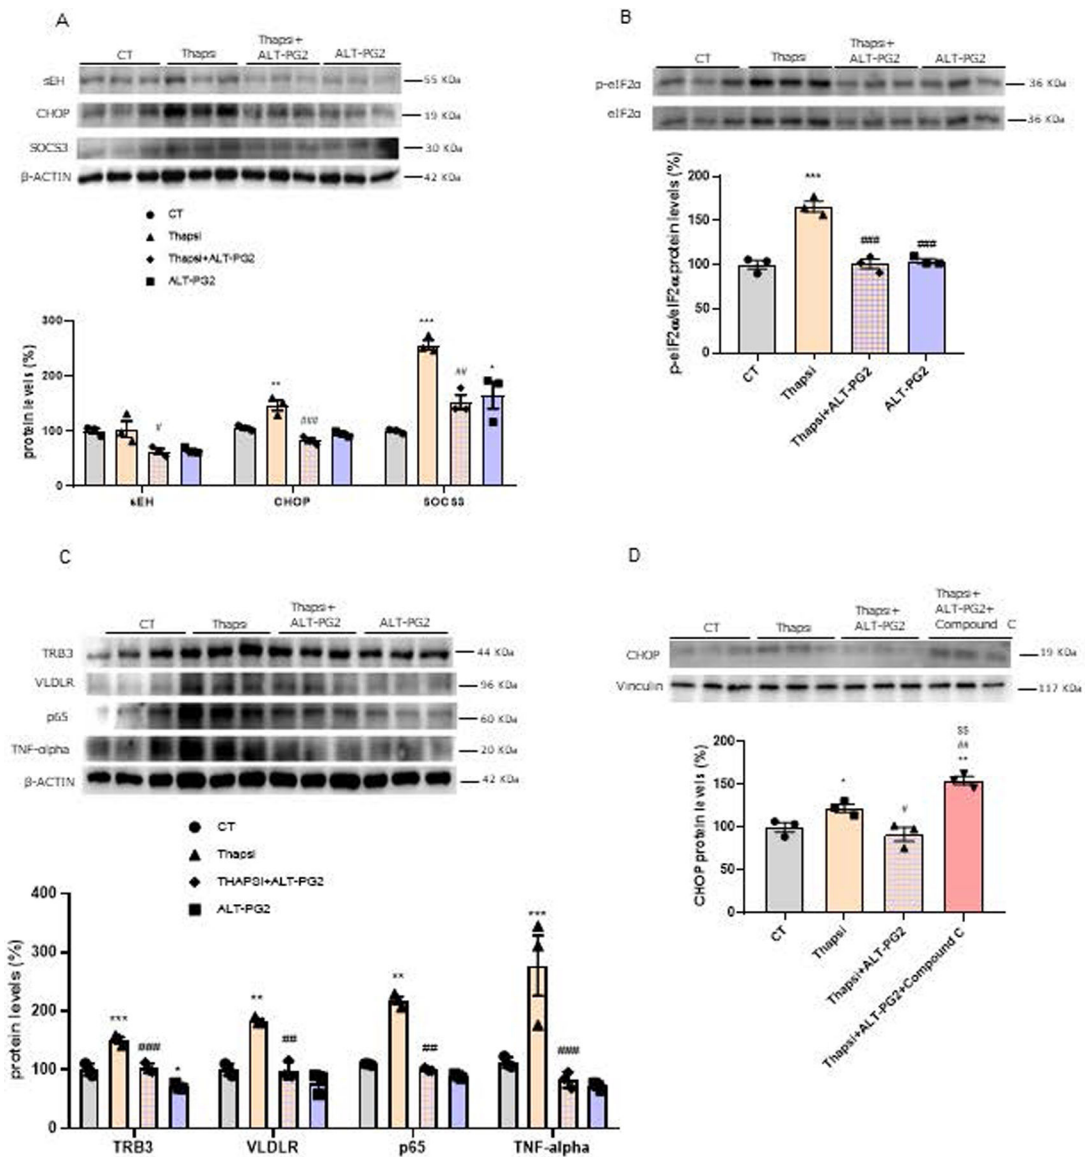 A
CT
Thapsi
Thapsi+
ALT-PG2
ALT-PG2
sEH
55 KDa
CHOP
19 KDa
SOCS3
30 KDa
β-ACTIN
42 KDa
CT
Thapsi
Thapsi+ALT-PG2
ALT-PG2
protein levels (%)
300
200
100
0
**
***
*
#
###
##
sEH
CHOP
SOCS3
B
CT
Thapsi
Thapsi+
ALT-PG2
ALT-PG2
p-eIF2α
36 KDa
eIF2α
36 KDa
p-eIF2α/eIF2α protein levels (%)
200
150
100
50
0
***
###
###
CT
Thapsi
Thapsi+ALT-PG2
ALT-PG2
C
CT
Thapsi
Thapsi+
ALT-PG2
ALT-PG2
TRB3
44 KDa
VLDLR
96 KDa
p65
60 KDa
TNF-alpha
20 KDa
β-ACTIN
42 KDa
CT
Thapsi
THAPSI+ALT-PG2
ALT-PG2
protein levels (%)
400
300
200
100
0
***
###
*
**
##
**
##
***
###
TRB3
VLDLR
p65
TNF-alpha
D
CT
Thapsi
Thapsi+
ALT-PG2
Thapsi+
ALT-PG2+
Compound C
CHOP
19 KDa
Vinculin
117 KDa
CHOP protein levels (%)
200
150
100
50
0
*
#
$$
##
**
CT
Thapsi
Thapsi+ALT-PG2
Thapsi+ALT-PG2+Compound C